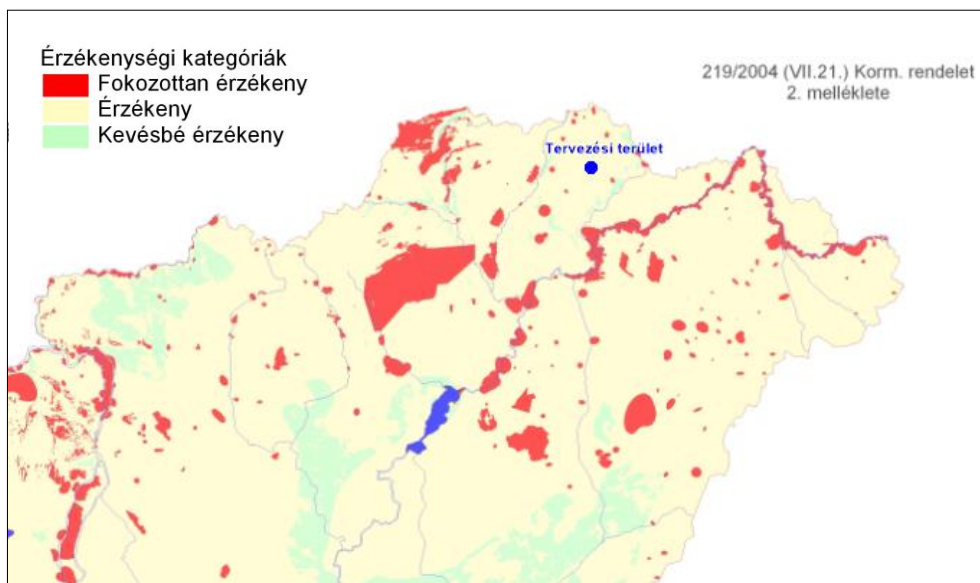 Érzékenységi kategóriák
Fokozottan érzékeny
Érzékeny
Kevésbé érzékeny
219/2004 (VII.21.) Korm. rendelet
2. melléklete
Tervezési terület